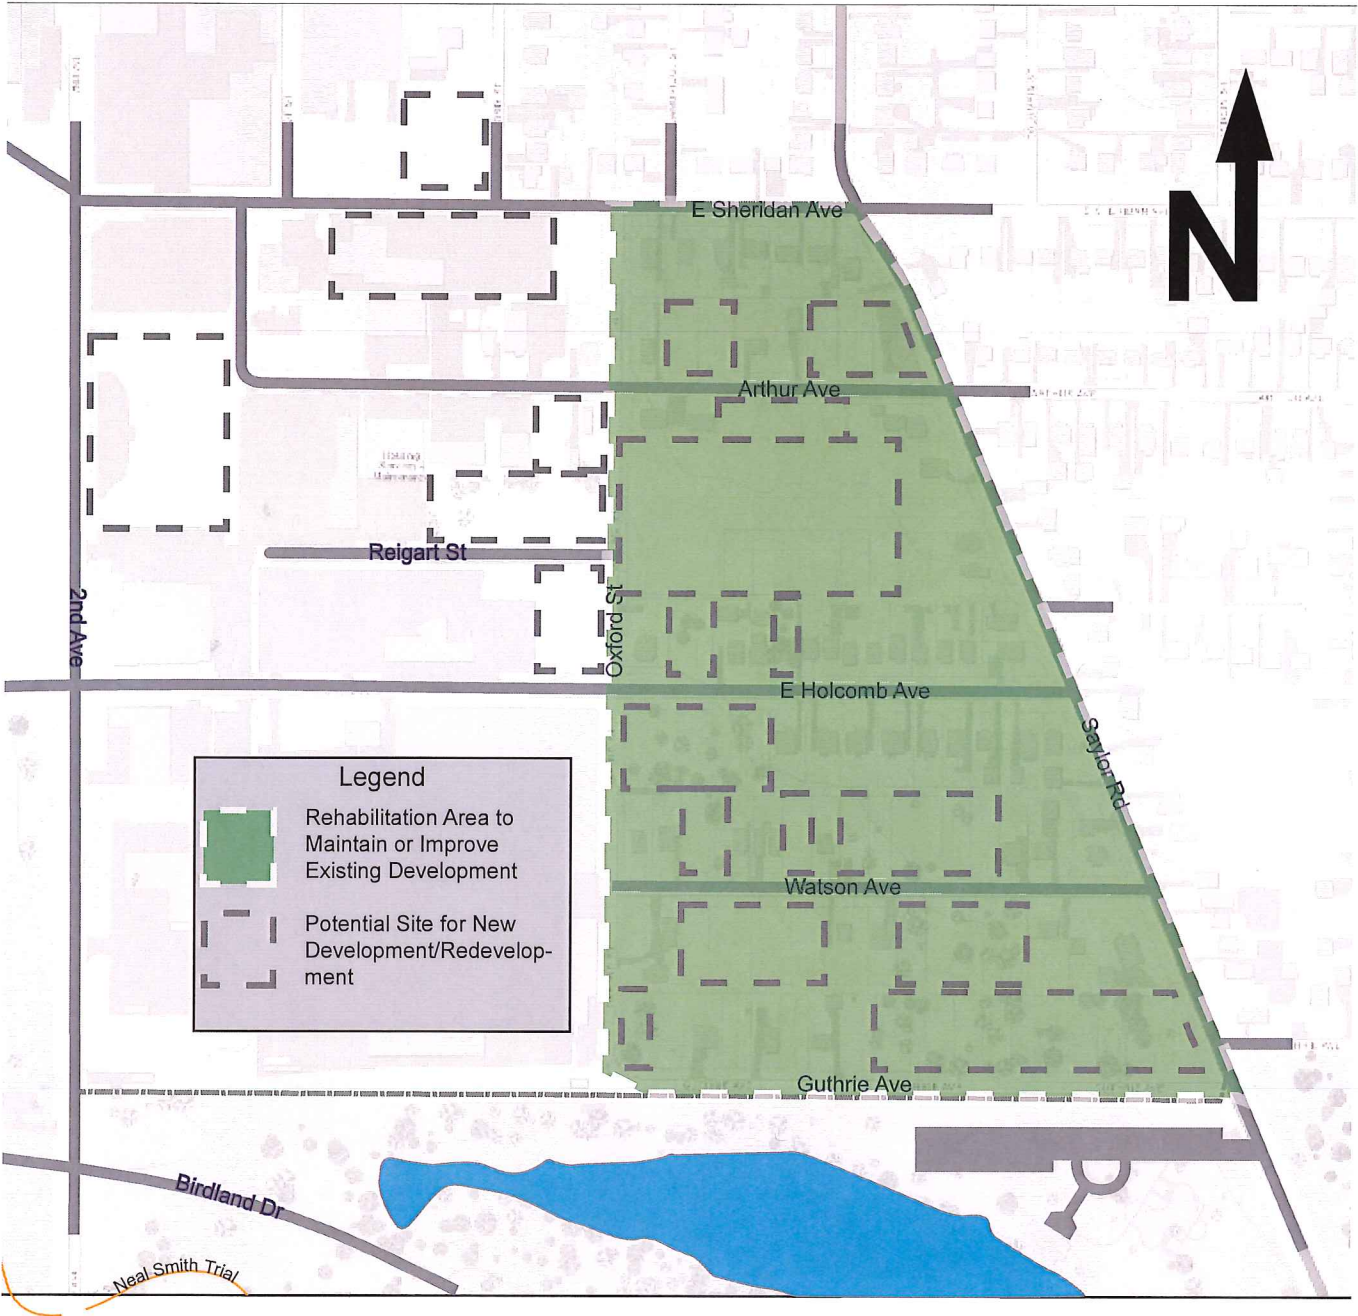 N
E Sheridan Ave
Arthur Ave
Reigart St
2nd Ave
Oxford St
E Holcomb Ave
Saylor Rd
Legend
Rehabilitation Area to
Maintain or Improve
Existing Development
Potential Site for New
Development/Redevelop-
ment
Watson Ave
Guthrie Ave
Birdland Dr
Neal Smith Trial